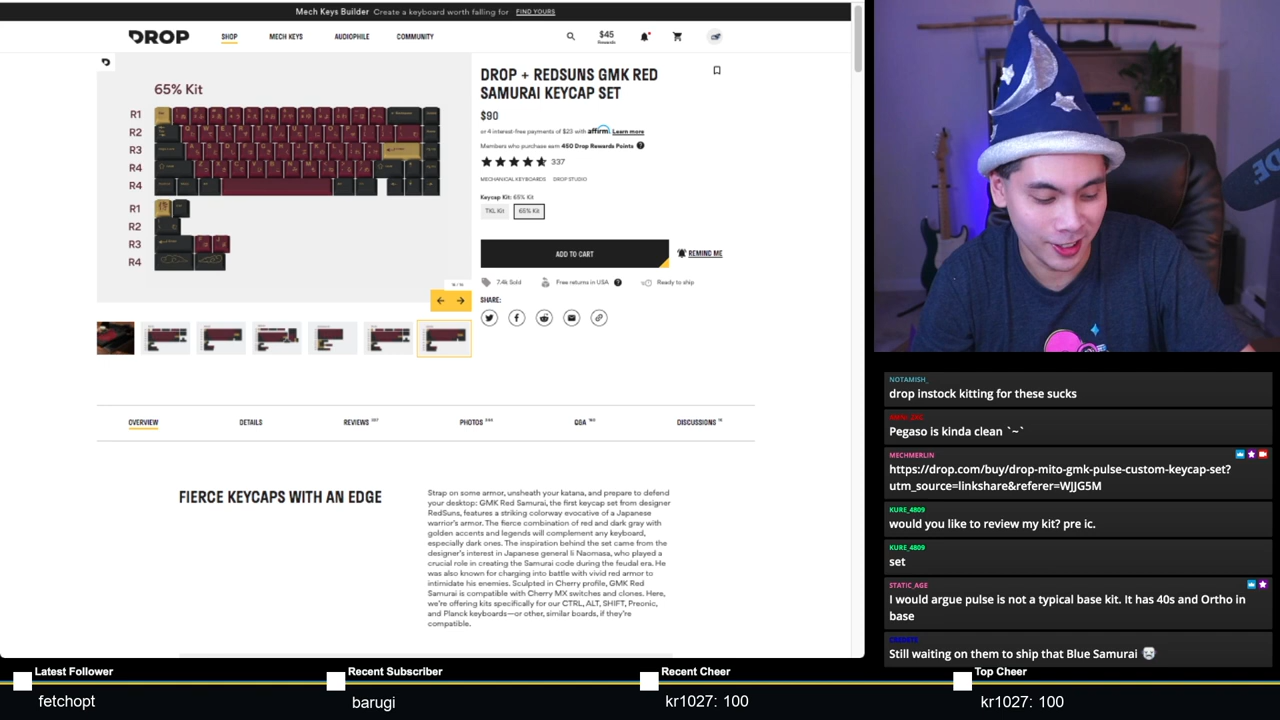 Mech Keys Builder Create a keyboard worth falling for FIND YOURS
DROP SHOP MECH KEYS AUDIOPHILE COMMUNITY $45
Rewards
65% Kit
R1
R2
R3
R4
R4
R1
R2
R3
R4
DROP + REDSUNS GMK RED
SAMURAI KEYCAP SET
$90
or 4 interest-free payments of $23 with affirm Learn more
Members who purchase earn 450 Drop Rewards Points
337
MECHANICAL KEYBOARDS DROP STUDIO
Keycap Kit: 65% Kit
TKL Kit 65% Kit
ADD TO CART REMIND ME
7.4k Sold Free returns in USA Ready to ship
SHARE:
OVERVIEW DETAILS REVIEWS PHOTOS Q&A DISCUSSIONS
FIERCE KEYCAPS WITH AN EDGE
Strap on some armor, unsheath your katana, and prepare to defend
your desktop: GMK Red Samurai, the first keycap set from designer
RedSuns, features a striking colorway evocative of a Japanese
warrior's armor. The fierce combination of red and dark gray with
golden accents and legends will complement any keyboard,
especially dark ones. The inspiration behind the set came from the
designer's interest in Japanese general Ii Naomasa, who played a
crucial role in creating the Samurai code during the feudal era. He
was also known for charging into battle with vivid red armor to
intimidate his enemies. Sculpted in Cherry profile, GMK Red
Samurai is compatible with Cherry MX switches and clones. Here,
we're offering kits specifically for our CTRL, ALT, SHIFT, Preonic,
and Planck keyboards—or other, similar boards, if they're
compatible.
NOTAMISH_
drop instock kitting for these sucks
Pegaso is kinda clean `~`
MECHMERLIN
https://drop.com/buy/drop-mito-gmk-pulse-custom-keycap-set?
utm_source=linkshare&referer=WJJG5M
KURE_4809
would you like to review my kit? pre ic.
KURE_4809
set
STATIC_AGE
I would argue pulse is not a typical base kit. It has 40s and Ortho in
base
Still waiting on them to ship that Blue Samurai
Latest Follower
fetchopt
Recent Subscriber
barugi
Recent Cheer
kr1027: 100
Top Cheer
kr1027: 100